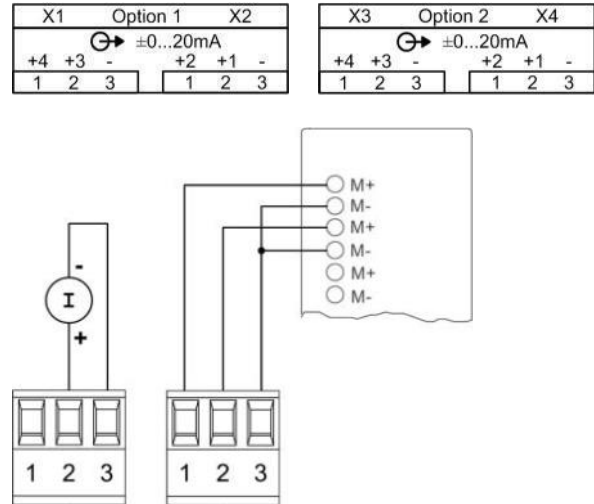 X1 Option 1 X2
±0...20mA
+4 +3 - +2 +1 -
1 2 3 1 2 3
X3 Option 2 X4
±0...20mA
+4 +3 - +2 +1 -
1 2 3 1 2 3
M+
M-
M+
M-
M+
M-
-
I
+
1 2 3 1 2 3